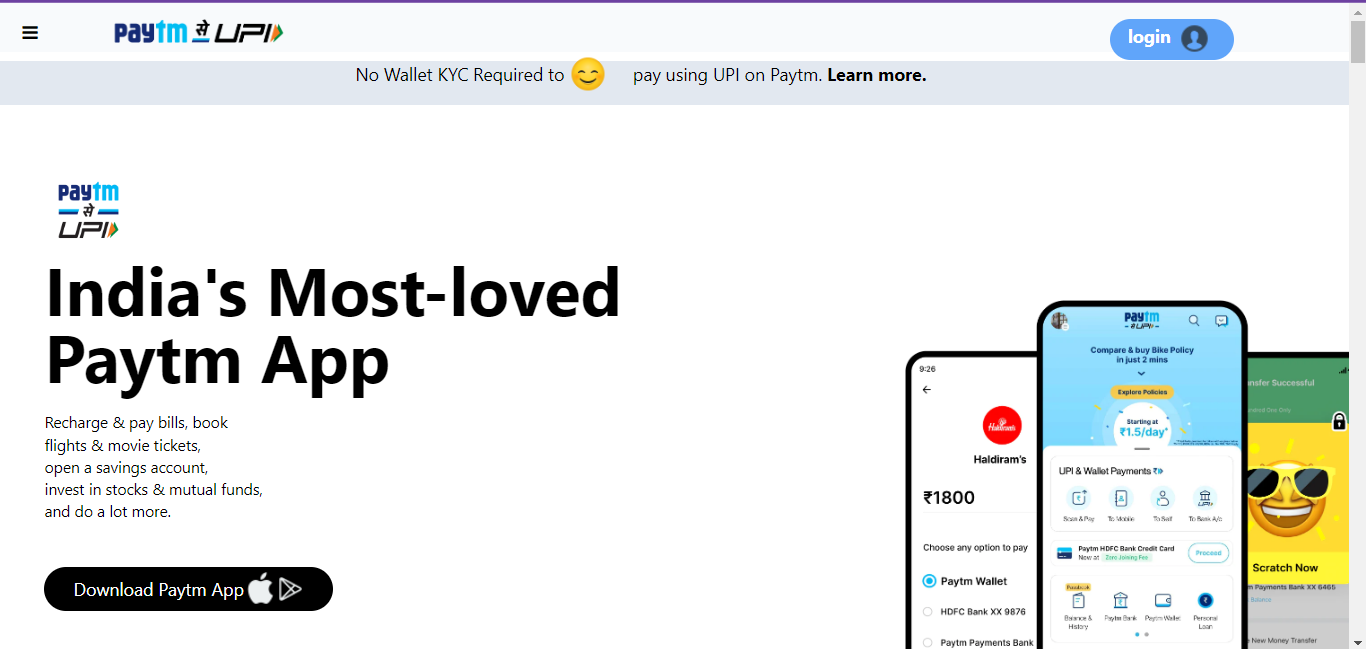 paytm से UPI
login
No Wallet KYC Required to 😊 pay using UPI on Paytm. Learn more.
paytm
से
UPI
India's Most-loved
Paytm App
Recharge & pay bills, book
flights & movie tickets,
open a savings account,
invest in stocks & mutual funds,
and do a lot more.
Download Paytm App
9:26
Haldiram's
Haldiram's
₹1800
Choose any option to pay
Paytm Wallet
HDFC Bank XX 9876
Paytm Payments Bank
paytm
से UPI
Compare & buy Bike Policy
in just 2 mins
Explore Policies
Starting at
₹1.5/day*
UPI & Wallet Payments
Scan & Pay
To Mobile
To Self
To Bank A/c
Paytm HDFC Bank Credit Card
Now at Zero Joining Fee
Proceed
Passbook
Balance &
History
Paytm Bank
Paytm Wallet
Personal
Loan
nsfer Successful
Scratch Now
m Payments Bank XX 6465
Balance
New Money Transfer